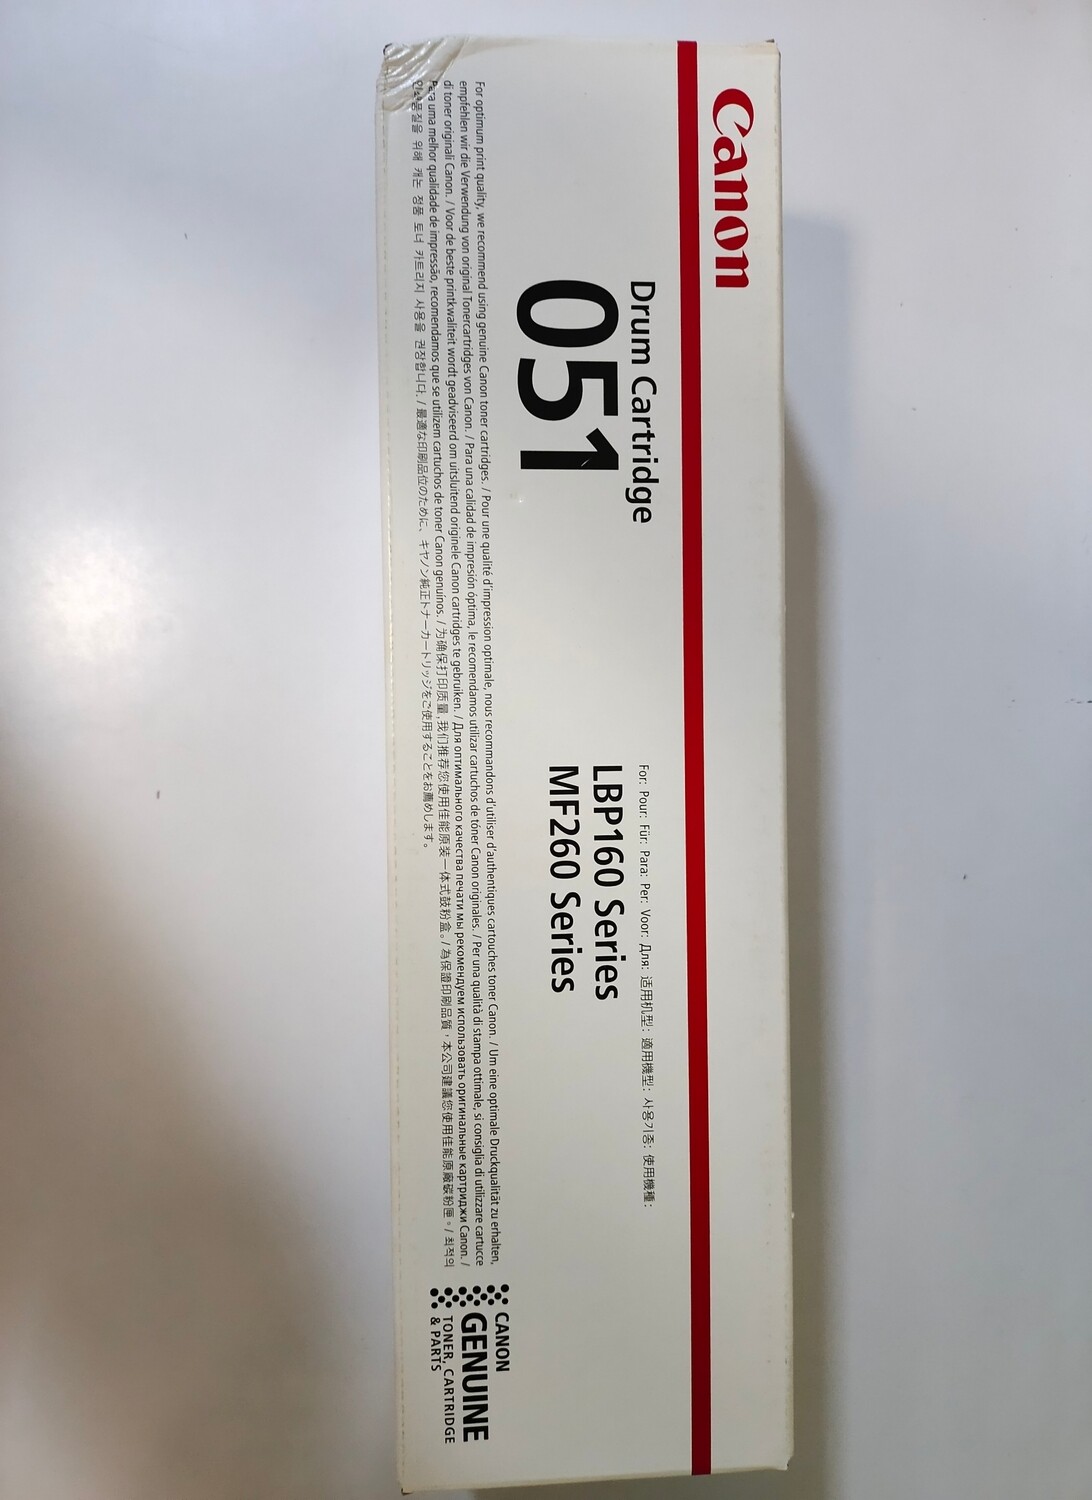 Canon
Drum Cartridge
051
For: Pour: Für: Para: Per: Voor: Для: 适用机型: 適用機型: 사용기종: 使用機種:
LBP160 Series
MF260 Series
For optimum print quality, we recommend using genuine Canon toner cartridges. / Pour une qualité d'impression optimale, nous recommandons d'utiliser d'authentiques cartouches toner Canon. / Um eine optimale Druckqualität zu erhalten,
empfehlen wir die Verwendung von original Tonercartridges von Canon. / Para una calidad de impresión óptima, le recomendamos utilizar cartuchos de tóner Canon originales. / Per una qualità di stampa ottimale, si consiglia di utilizzare cartucce
di toner originali Canon. / Voor de beste printkwaliteit wordt geadviseerd om uitsluitend originele Canon cartridges te gebruiken. / Для оптимального качества печати мы рекомендуем использовать оригинальные картриджи Canon. /
Para uma melhor qualidade de impressão, recomendamos que se utilizem cartuchos de toner Canon genuínos. / 为确保打印质量,我们推荐您使用佳能原装一体式鼓粉盒。/ 為保證印刷品質，本公司建議您使用佳能原廠碳粉匣。/ 최적의
인쇄품질을 위해 캐논 정품 토너 카트리지 사용을 권장합니다. / 最適な印刷品位のために、キヤノン純正トナーカートリッジをご使用することをお薦めします。
CANON
GENUINE
TONER, CARTRIDGE
& PARTS